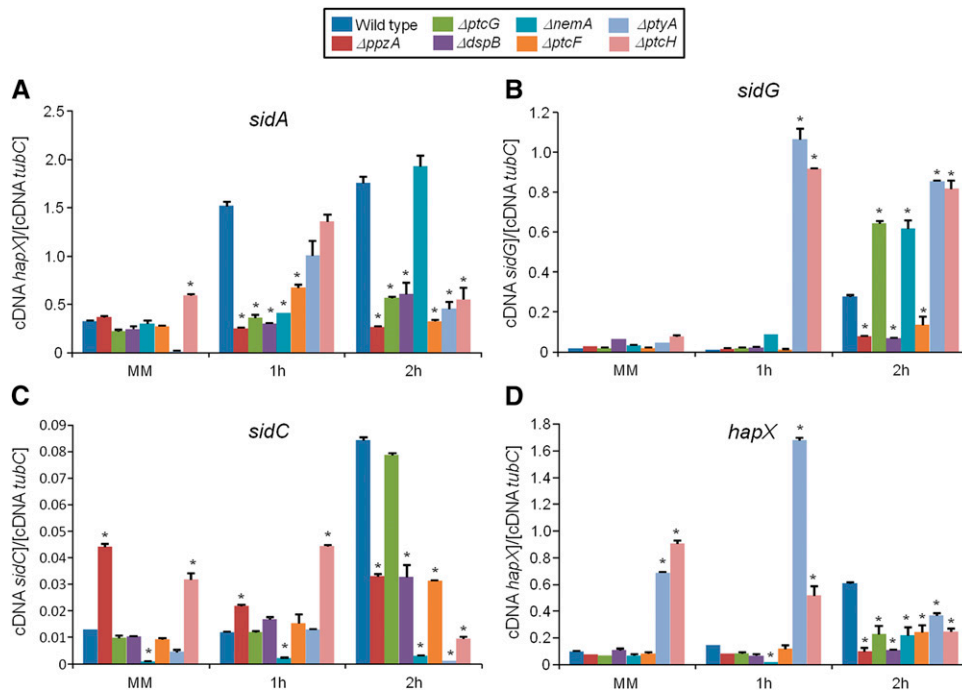 Wild type ΔptcG ΔnemA ΔptyA
ΔppzA ΔdspB ΔptcF ΔptcH
A
sidA
cDNA hapX]/[cDNA tubC]
2.5
2.0
1.5
1.0
0.5
0
* * * * * * * * * * * *
MM 1h 2h
B
sidG
cDNA sidG]/[cDNA tubC]
1.2
1.0
0.8
0.6
0.4
0.2
0
* * * * * * * * *
MM 1h 2h
C
sidC
cDNA sidC]/[cDNA tubC]
0.09
0.08
0.05
0.04
0.03
0.02
0.01
0
* * * * * * * * * * *
MM 1h 2h
D
hapX
cDNA hapX]/[cDNA tubC]
1.8
1.6
1.4
1.2
1.0
0.8
0.6
0.4
0.2
0
* * * * * * * * * * * *
MM 1h 2h